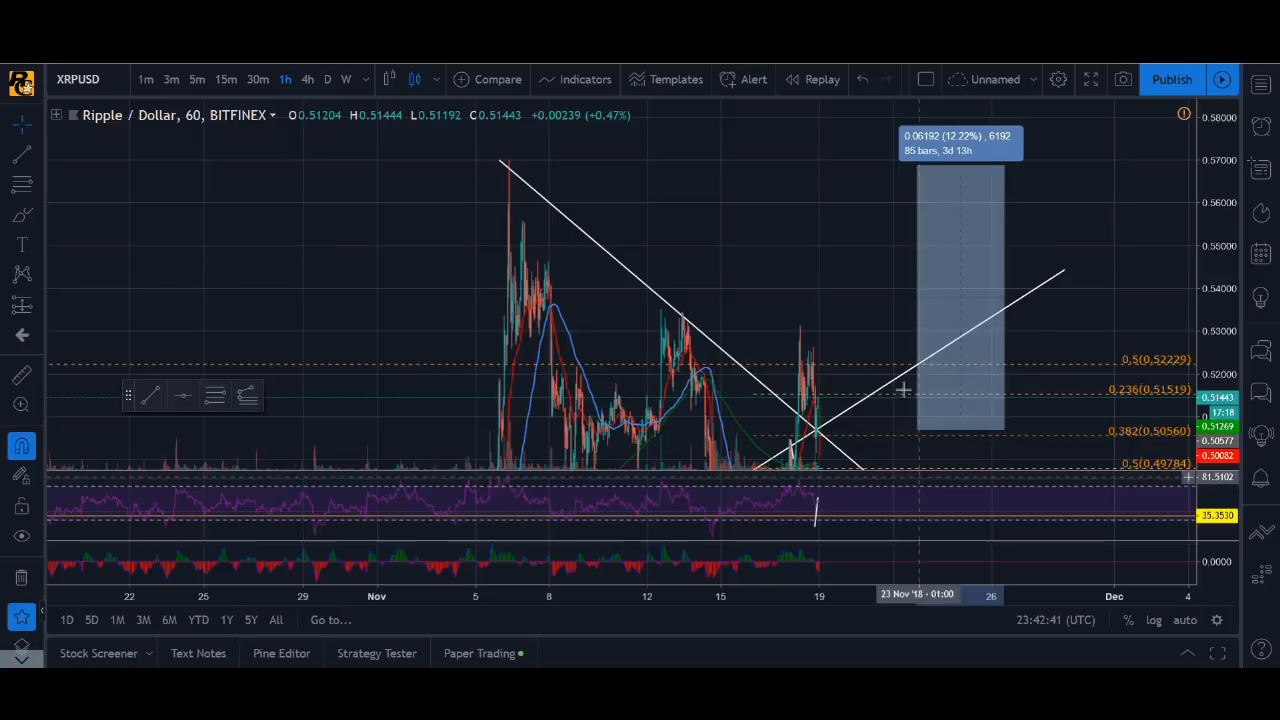 XRPUSD 1m 3m 5m 15m 30m 1h 4h D W Compare Indicators Templates Alert Replay Unnamed Publish
Ripple / Dollar, 60, BITFINEX O0.51204 H0.51444 L0.51192 C0.51443 +0.00239 (+0.47%)
0.58000
0.06192 (12.22%) , 6192
85 bars, 3d 13h
0.57000
0.56000
0.55000
0.54000
0.53000
0.5(0.52229)
0.52000
0.236(0.51519)
0.51443
17:18
0.51269
0.382(0.50560)
0.50577
0.50082
0.5(0.49784)
81.5102
35.3530
0.0000
22 25 29 Nov 5 8 12 15 19 23 Nov '18 - 01:00 26 Dec 4
1D 5D 1M 3M 6M YTD 1Y 5Y All Go to... 23:42:41 (UTC) % log auto
Stock Screener Text Notes Pine Editor Strategy Tester Paper Trading